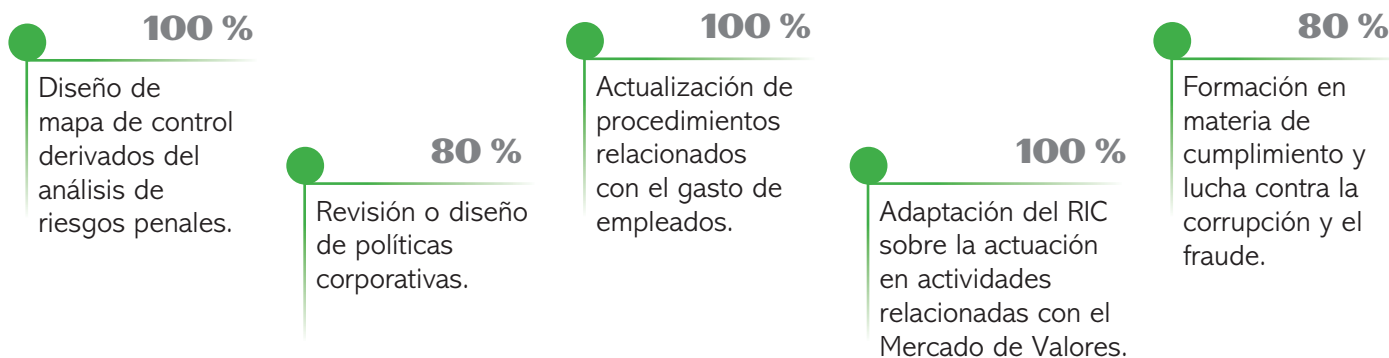 100 %
Diseño de
mapa de control
derivados del
análisis de
riesgos penales.
80 %
Revisión o diseño
de políticas
corporativas.
100 %
Actualización de
procedimientos
relacionados
con el gasto de
empleados.
100 %
Adaptación del RIC
sobre la actuación
en actividades
relacionadas con el
Mercado de Valores.
80 %
Formación en
materia de
cumplimiento y
lucha contra la
corrupción y el
fraude.